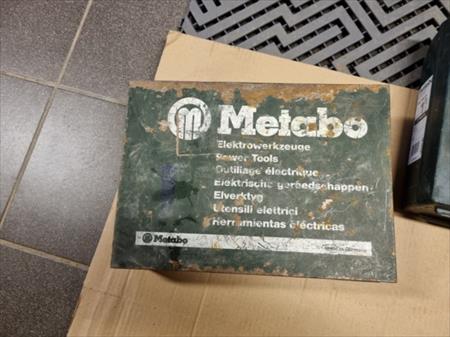 Metabo
Elektrowerkzeuge
Power Tools
Outillage électrique
Elektrische gereedschappen
Elverktyg
Utensili elettrici
Herramientas eléctricas
Metabo